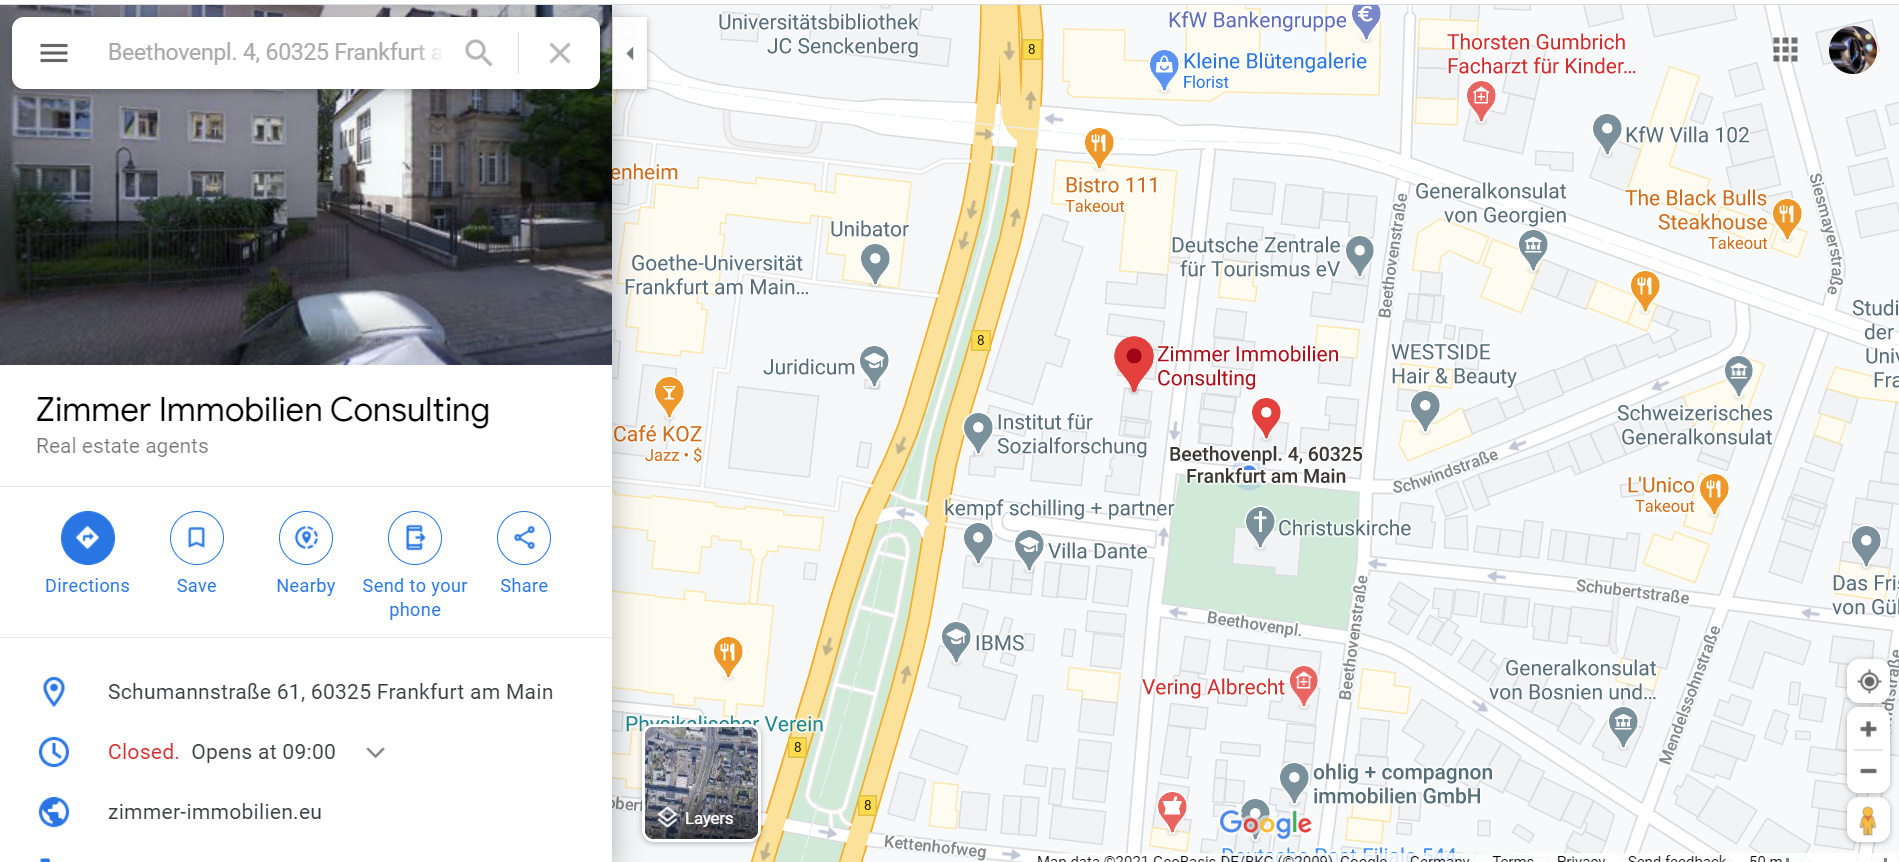 Beethovenpl. 4, 60325 Frankfurt a
Zimmer Immobilien Consulting
Real estate agents
Directions
Save
Nearby
Send to your
phone
Share
Schumannstraße 61, 60325 Frankfurt am Main
Closed. Opens at 09:00
zimmer-immobilien.eu
Universitätsbibliothek
JC Senckenberg
8
KfW Bankengruppe
Kleine Blütengalerie
Florist
Thorsten Gumbrich
Facharzt für Kinder...
KfW Villa 102
enheim
Bistro 111
Takeout
Generalkonsulat
von Georgien
The Black Bulls
Steakhouse
Takeout
Siesmayerstraße
Beethovenstraße
Unibator
Goethe-Universität
Frankfurt am Main...
Deutsche Zentrale
für Tourismus eV
8
Studi
der
Univ
Fra
Juridicum
Zimmer Immobilien
Consulting
WESTSIDE
Hair & Beauty
Schweizerisches
Generalkonsulat
Café KOZ
Jazz • $
Institut für
Sozialforschung
Beethovenpl. 4, 60325
Frankfurt am Main
Schwindstraße
L'Unico
Takeout
kempf schilling + partner
Villa Dante
Christuskirche
Das Fri
von Gül
Schubertstraße
Beethovenpl.
Beethovenstraße
IBMS
Mendelssohnstraße
Generalkonsulat
von Bosnien und...
Vering Albrecht
Physikalischer Verein
8
Layers
8
ohlig + compagnon
immobilien GmbH
Google
Kettenhofweg
Deutsche Post Filiale 544
Map data ©2021 GeoBasis-DE/BKG (©2009), Google Germany Terms Privacy Send feedback 50 m